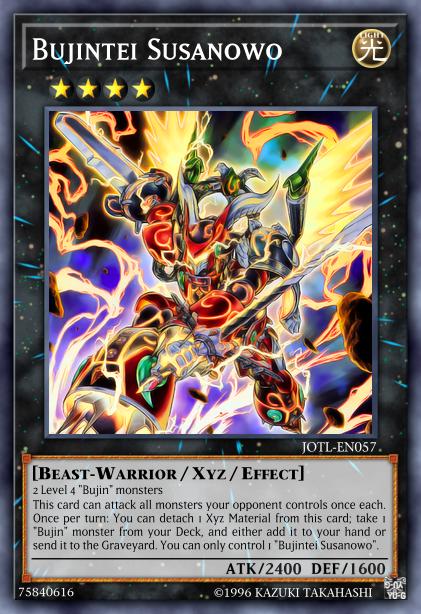 Bujintei Susanowo
LIGHT
光
JOTL-EN057
[Beast-Warrior / Xyz / Effect]
2 Level 4 "Bujin" monsters
This card can attack all monsters your opponent controls once each.
Once per turn: You can detach 1 Xyz Material from this card; take 1
"Bujin" monster from your Deck, and either add it to your hand or
send it to the Graveyard. You can only control 1 "Bujintei Susanowo".
ATK/2400 DEF/1600
75840616
©1996 KAZUKI TAKAHASHI